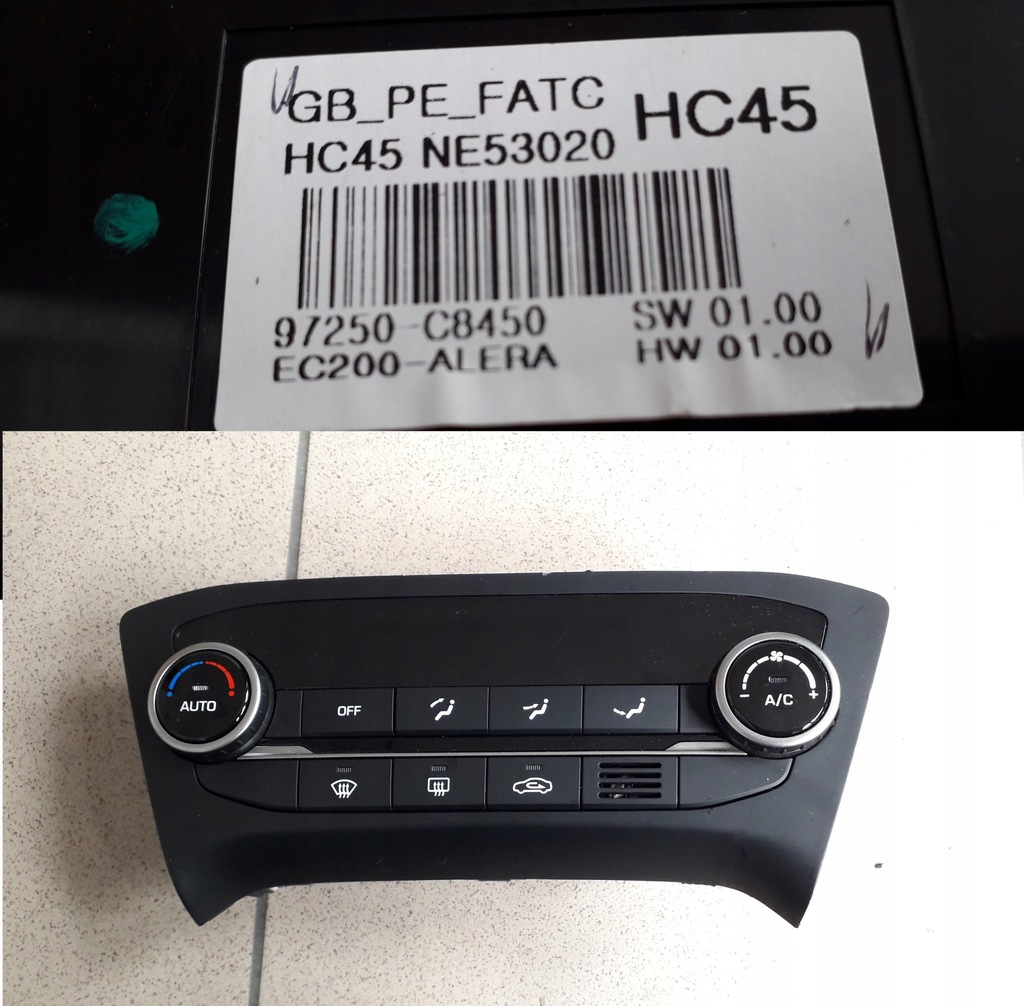 GB_PE_FATC
HC45
HC45 NE53020
97250-C8450
SW 01.00
EC200-ALERA
HW 01.00
AUTO
OFF
- +
A/C